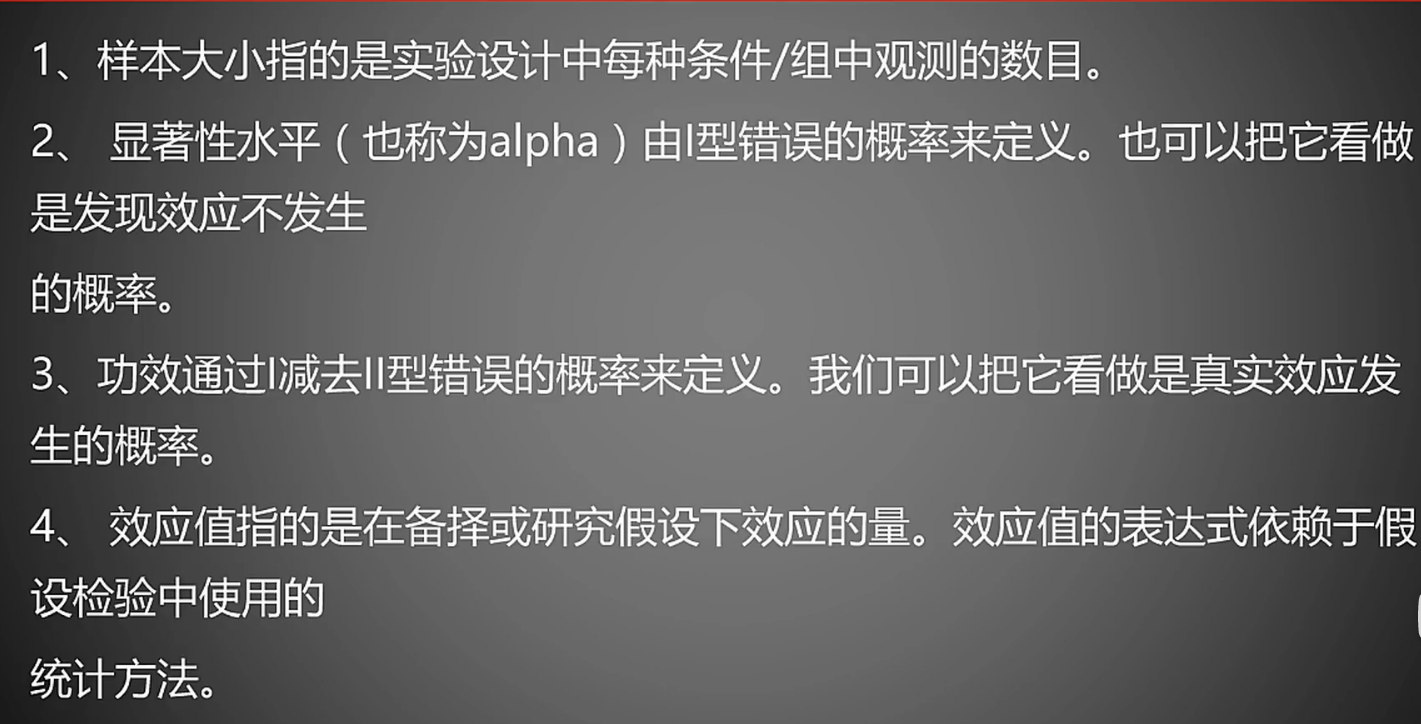 1、样本大小指的是实验设计中每种条件/组中观测的数目。
2、 显著性水平（也称为alpha）由I型错误的概率来定义。也可以把它看做
是发现效应不发生
的概率。
3、功效通过I减去II型错误的概率来定义。我们可以把它看做是真实效应发
生的概率。
4、 效应值指的是在备择或研究假设下效应的量。效应值的表达式依赖于假
设检验中使用的
统计方法。